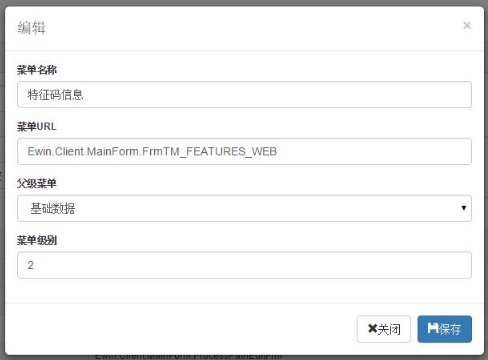 编辑
×
菜单名称
特征码信息
菜单URL
Ewin.Client.MainForm.FrmTM_FEATURES_WEB
父级菜单
基础数据
菜单级别
2
关闭
保存
Ewin.Client.MainForm.ProcessPathEditFrm